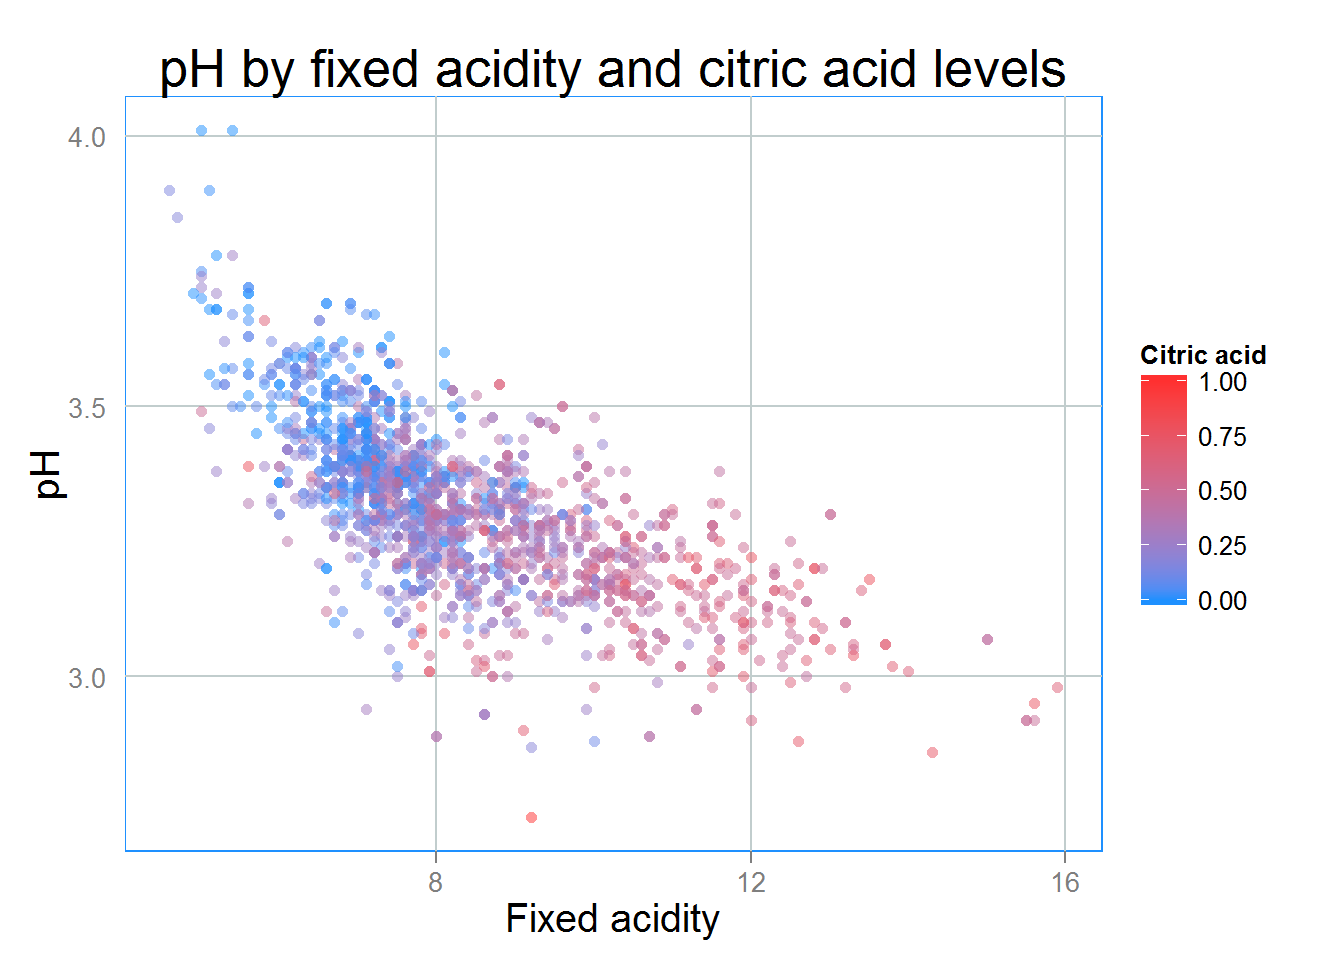 pH by fixed acidity and citric acid levels
4.0
3.5
3.0
pH
8
12
16
Fixed acidity
Citric acid
1.00
0.75
0.50
0.25
0.00